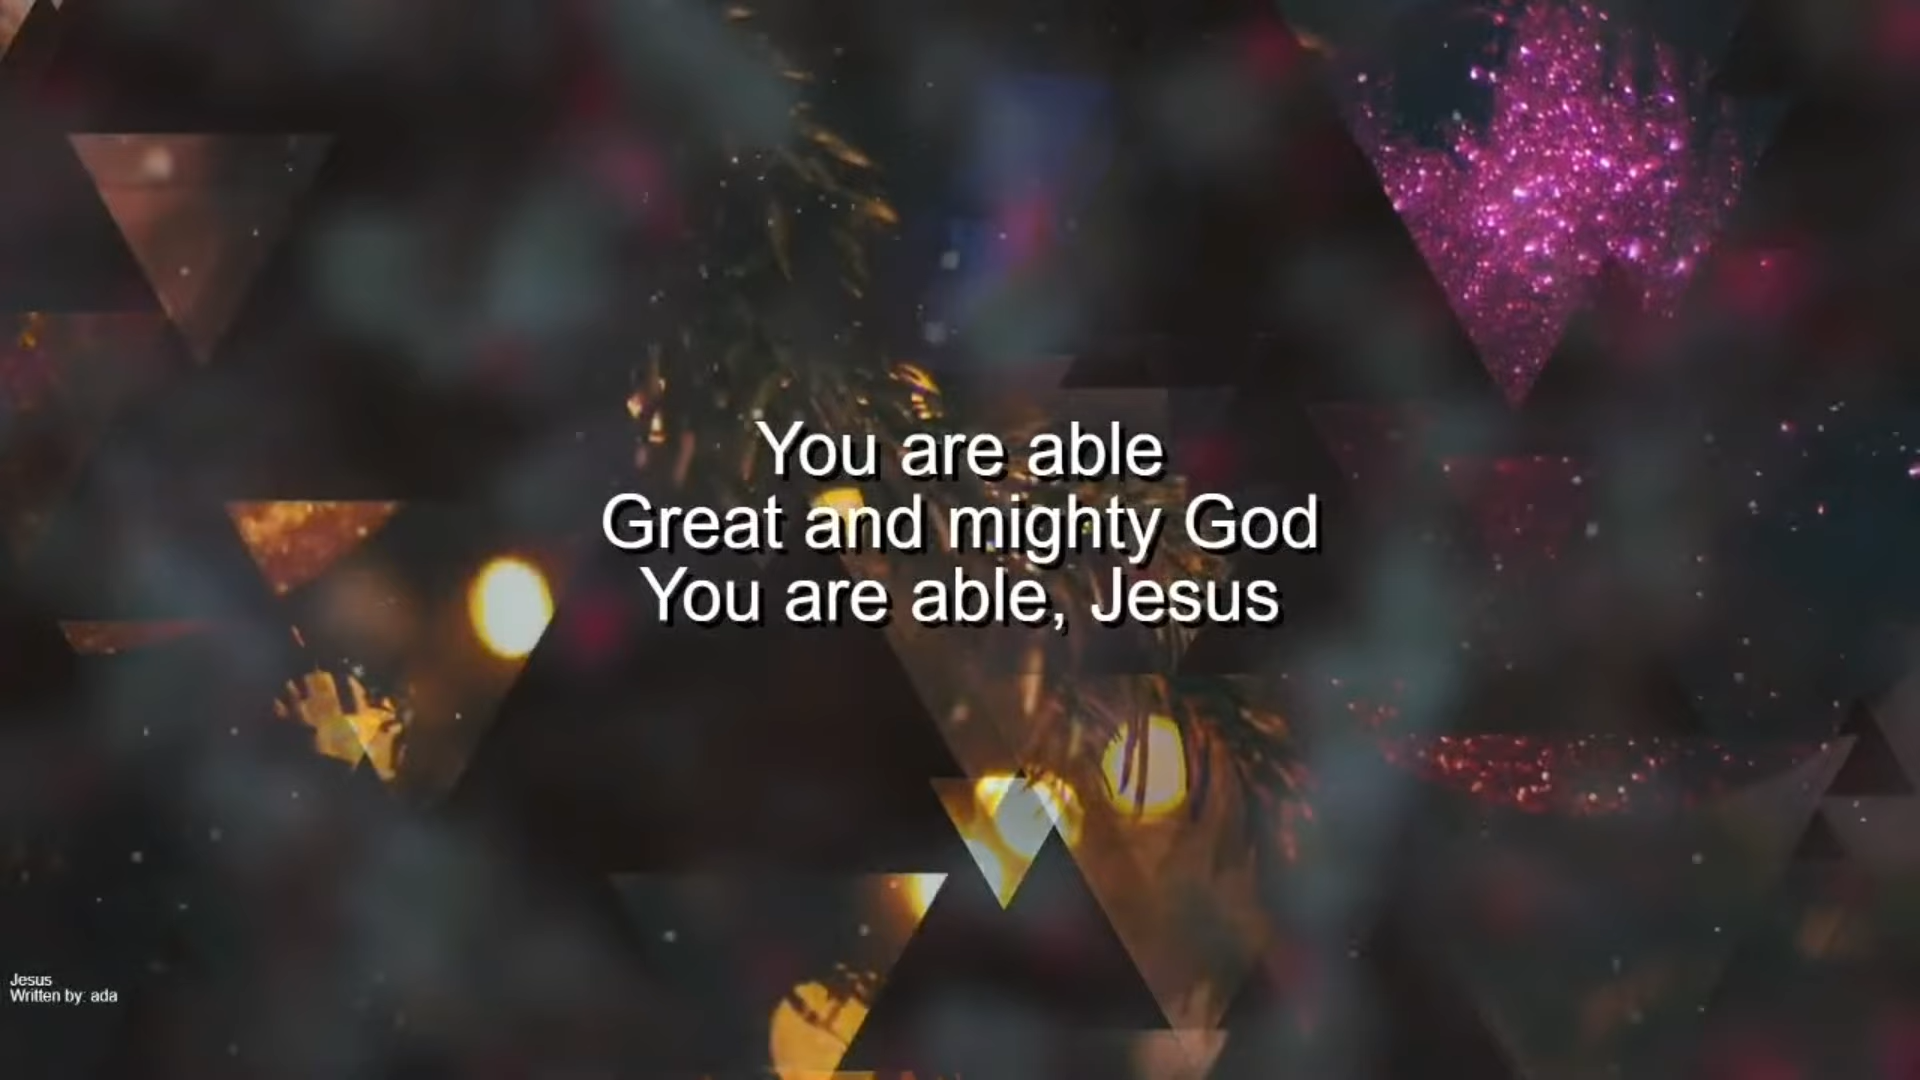 You are able
Great and mighty God
You are able, Jesus
Jesus
Written by: ada